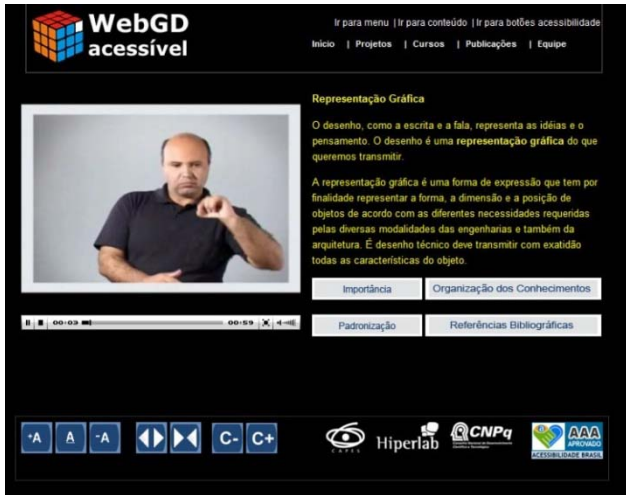 WebGD
acessível
Ir para menu | Ir para conteúdo | Ir para botões acessibilidade
Início | Projetos | Cursos | Publicações | Equipe
Representação Gráfica
O desenho, como a escrita e a fala, representa as idéias e o
pensamento. O desenho é uma representação gráfica do que
queremos transmitir.
A representação gráfica é uma forma de expressão que tem por
finalidade representar a forma, a dimensão e a posição de
objetos de acordo com as diferentes necessidades requeridas
pelas diversas modalidades das engenharias e também da
arquitetura. É desenho técnico deve transmitir com exatidão
todas as características do objeto.
Importância
Organização dos Conhecimentos
00:03
00:59
Padronização
Referências Bibliográficas
+A
A
-A
C-
C+
CAPES
Hiperlab
CNPq
AAA
APROVADO
ACESSIBILIDADE BRASIL